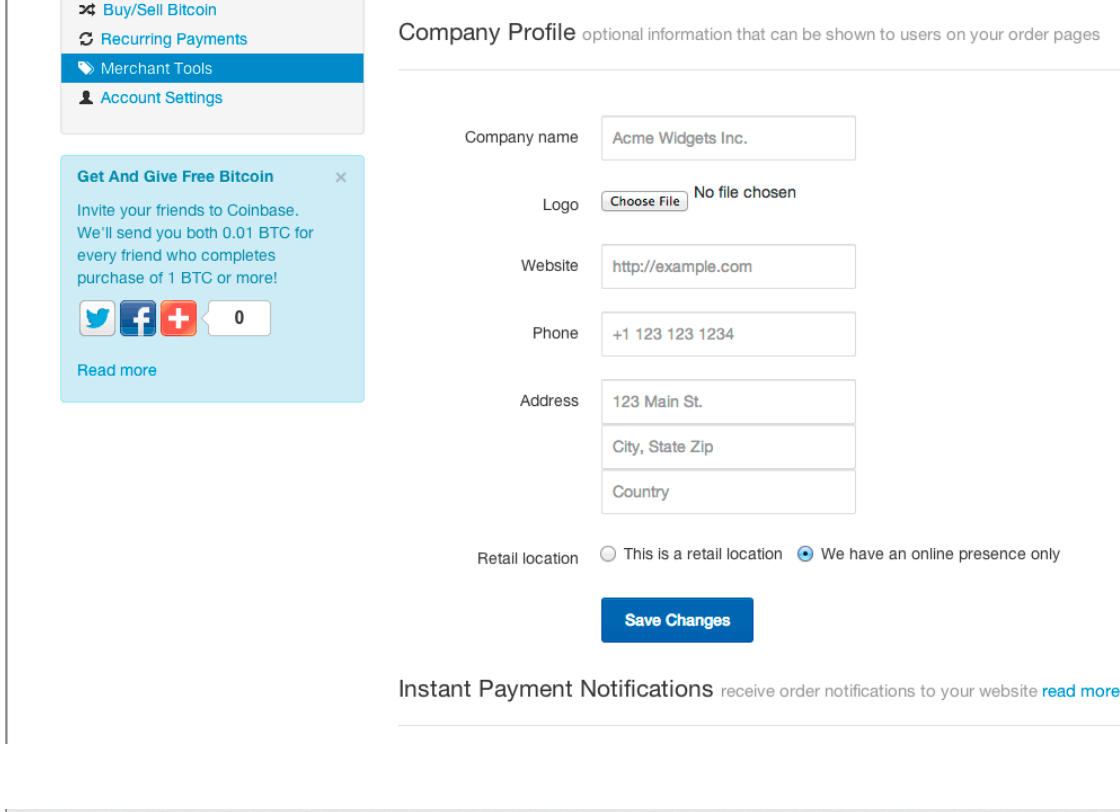 Buy/Sell Bitcoin
Recurring Payments
Merchant Tools
Account Settings
Get And Give Free Bitcoin ×
Invite your friends to Coinbase.
We'll send you both 0.01 BTC for
every friend who completes
purchase of 1 BTC or more!
0
Read more
Company Profile optional information that can be shown to users on your order pages
Company name Acme Widgets Inc.
Logo Choose File No file chosen
Website http://example.com
Phone +1 123 123 1234
Address 123 Main St.
City, State Zip
Country
Retail location This is a retail location We have an online presence only
Save Changes
Instant Payment Notifications receive order notifications to your website read more